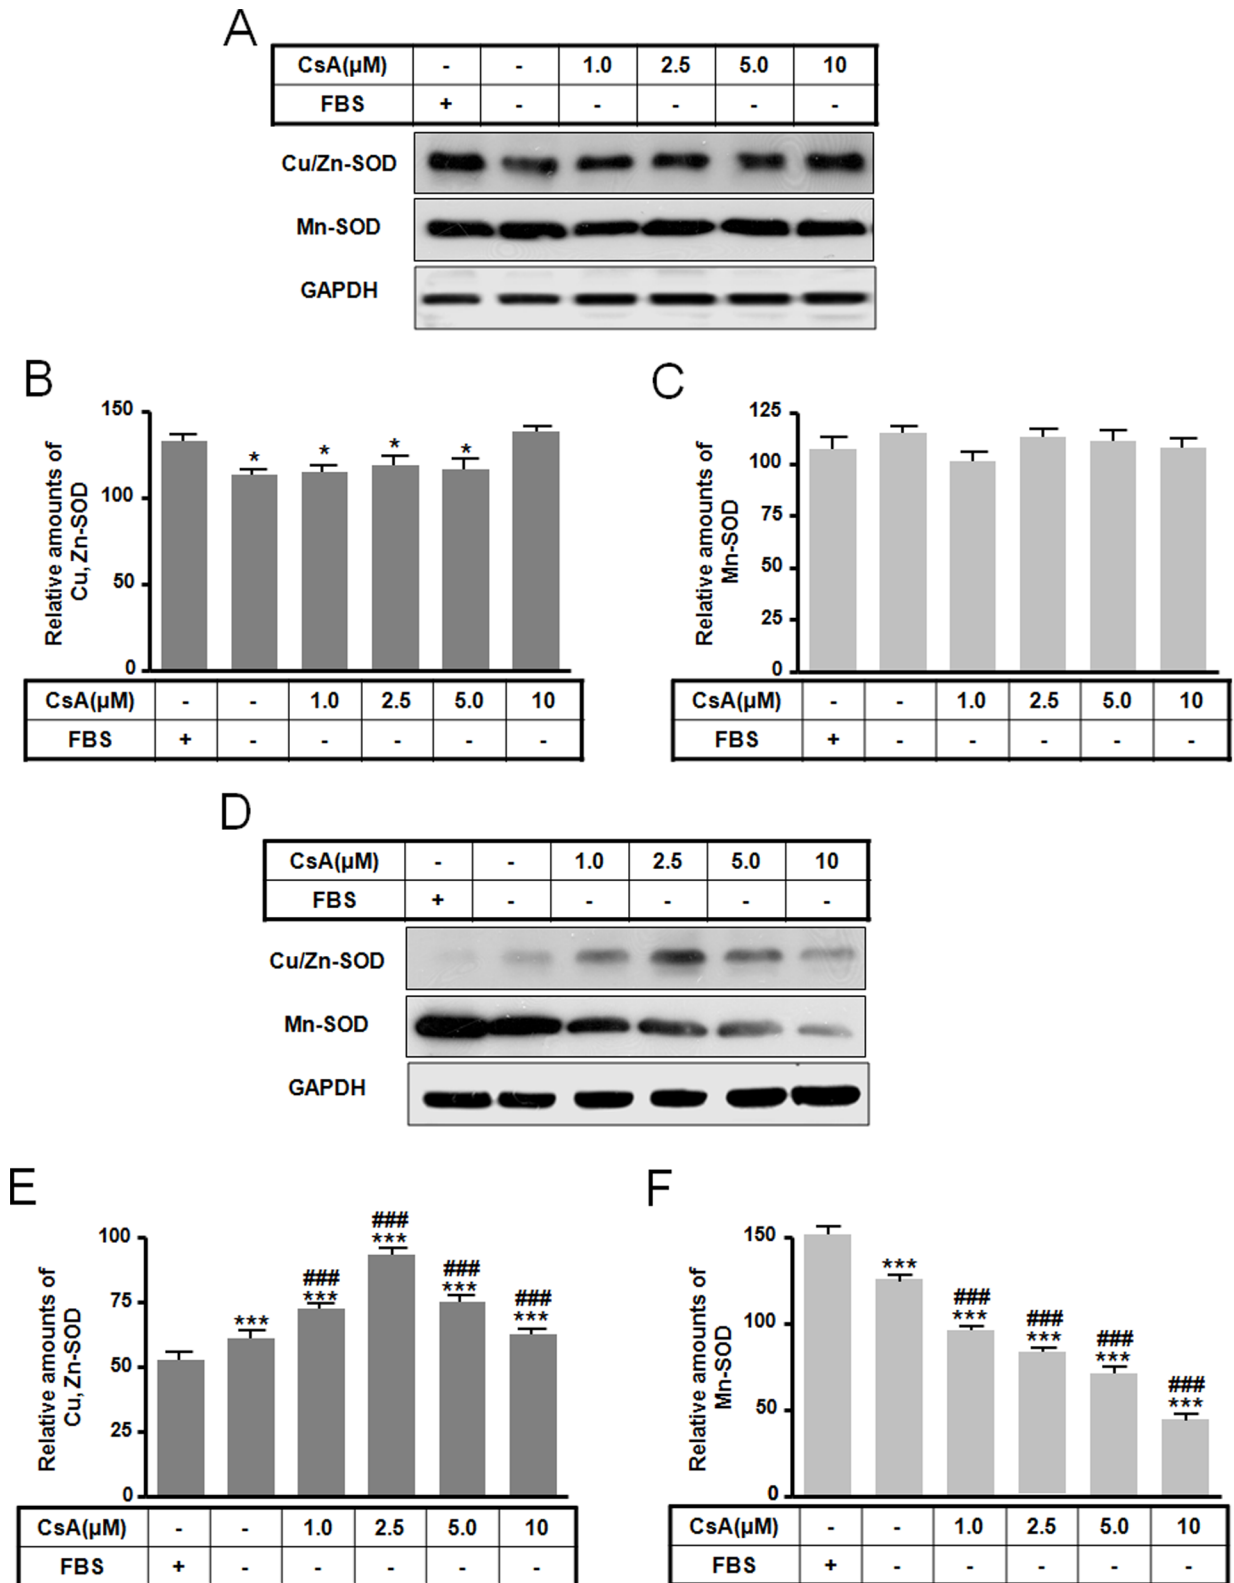 A
CsA(μM) - - 1.0 2.5 5.0 10
FBS + - - - - -
Cu/Zn-SOD
Mn-SOD
GAPDH
B
Relative amounts of
Cu, Zn-SOD
150
100
50
0
* * * *
CsA(μM) - - 1.0 2.5 5.0 10
FBS + - - - - -
C
Relative amounts of
Mn-SOD
125
100
75
50
25
0
CsA(μM) - - 1.0 2.5 5.0 10
FBS + - - - - -
D
CsA(μM) - - 1.0 2.5 5.0 10
FBS + - - - - -
Cu/Zn-SOD
Mn-SOD
GAPDH
E
Relative amounts of
Cu, Zn-SOD
100
75
50
25
0
### ### ### ###
*** *** *** *** ***
CsA(μM) - - 1.0 2.5 5.0 10
FBS + - - - - -
F
Relative amounts of
Mn-SOD
150
100
50
0
### ### ### ###
*** *** *** *** ***
CsA(μM) - - 1.0 2.5 5.0 10
FBS + - - - - -